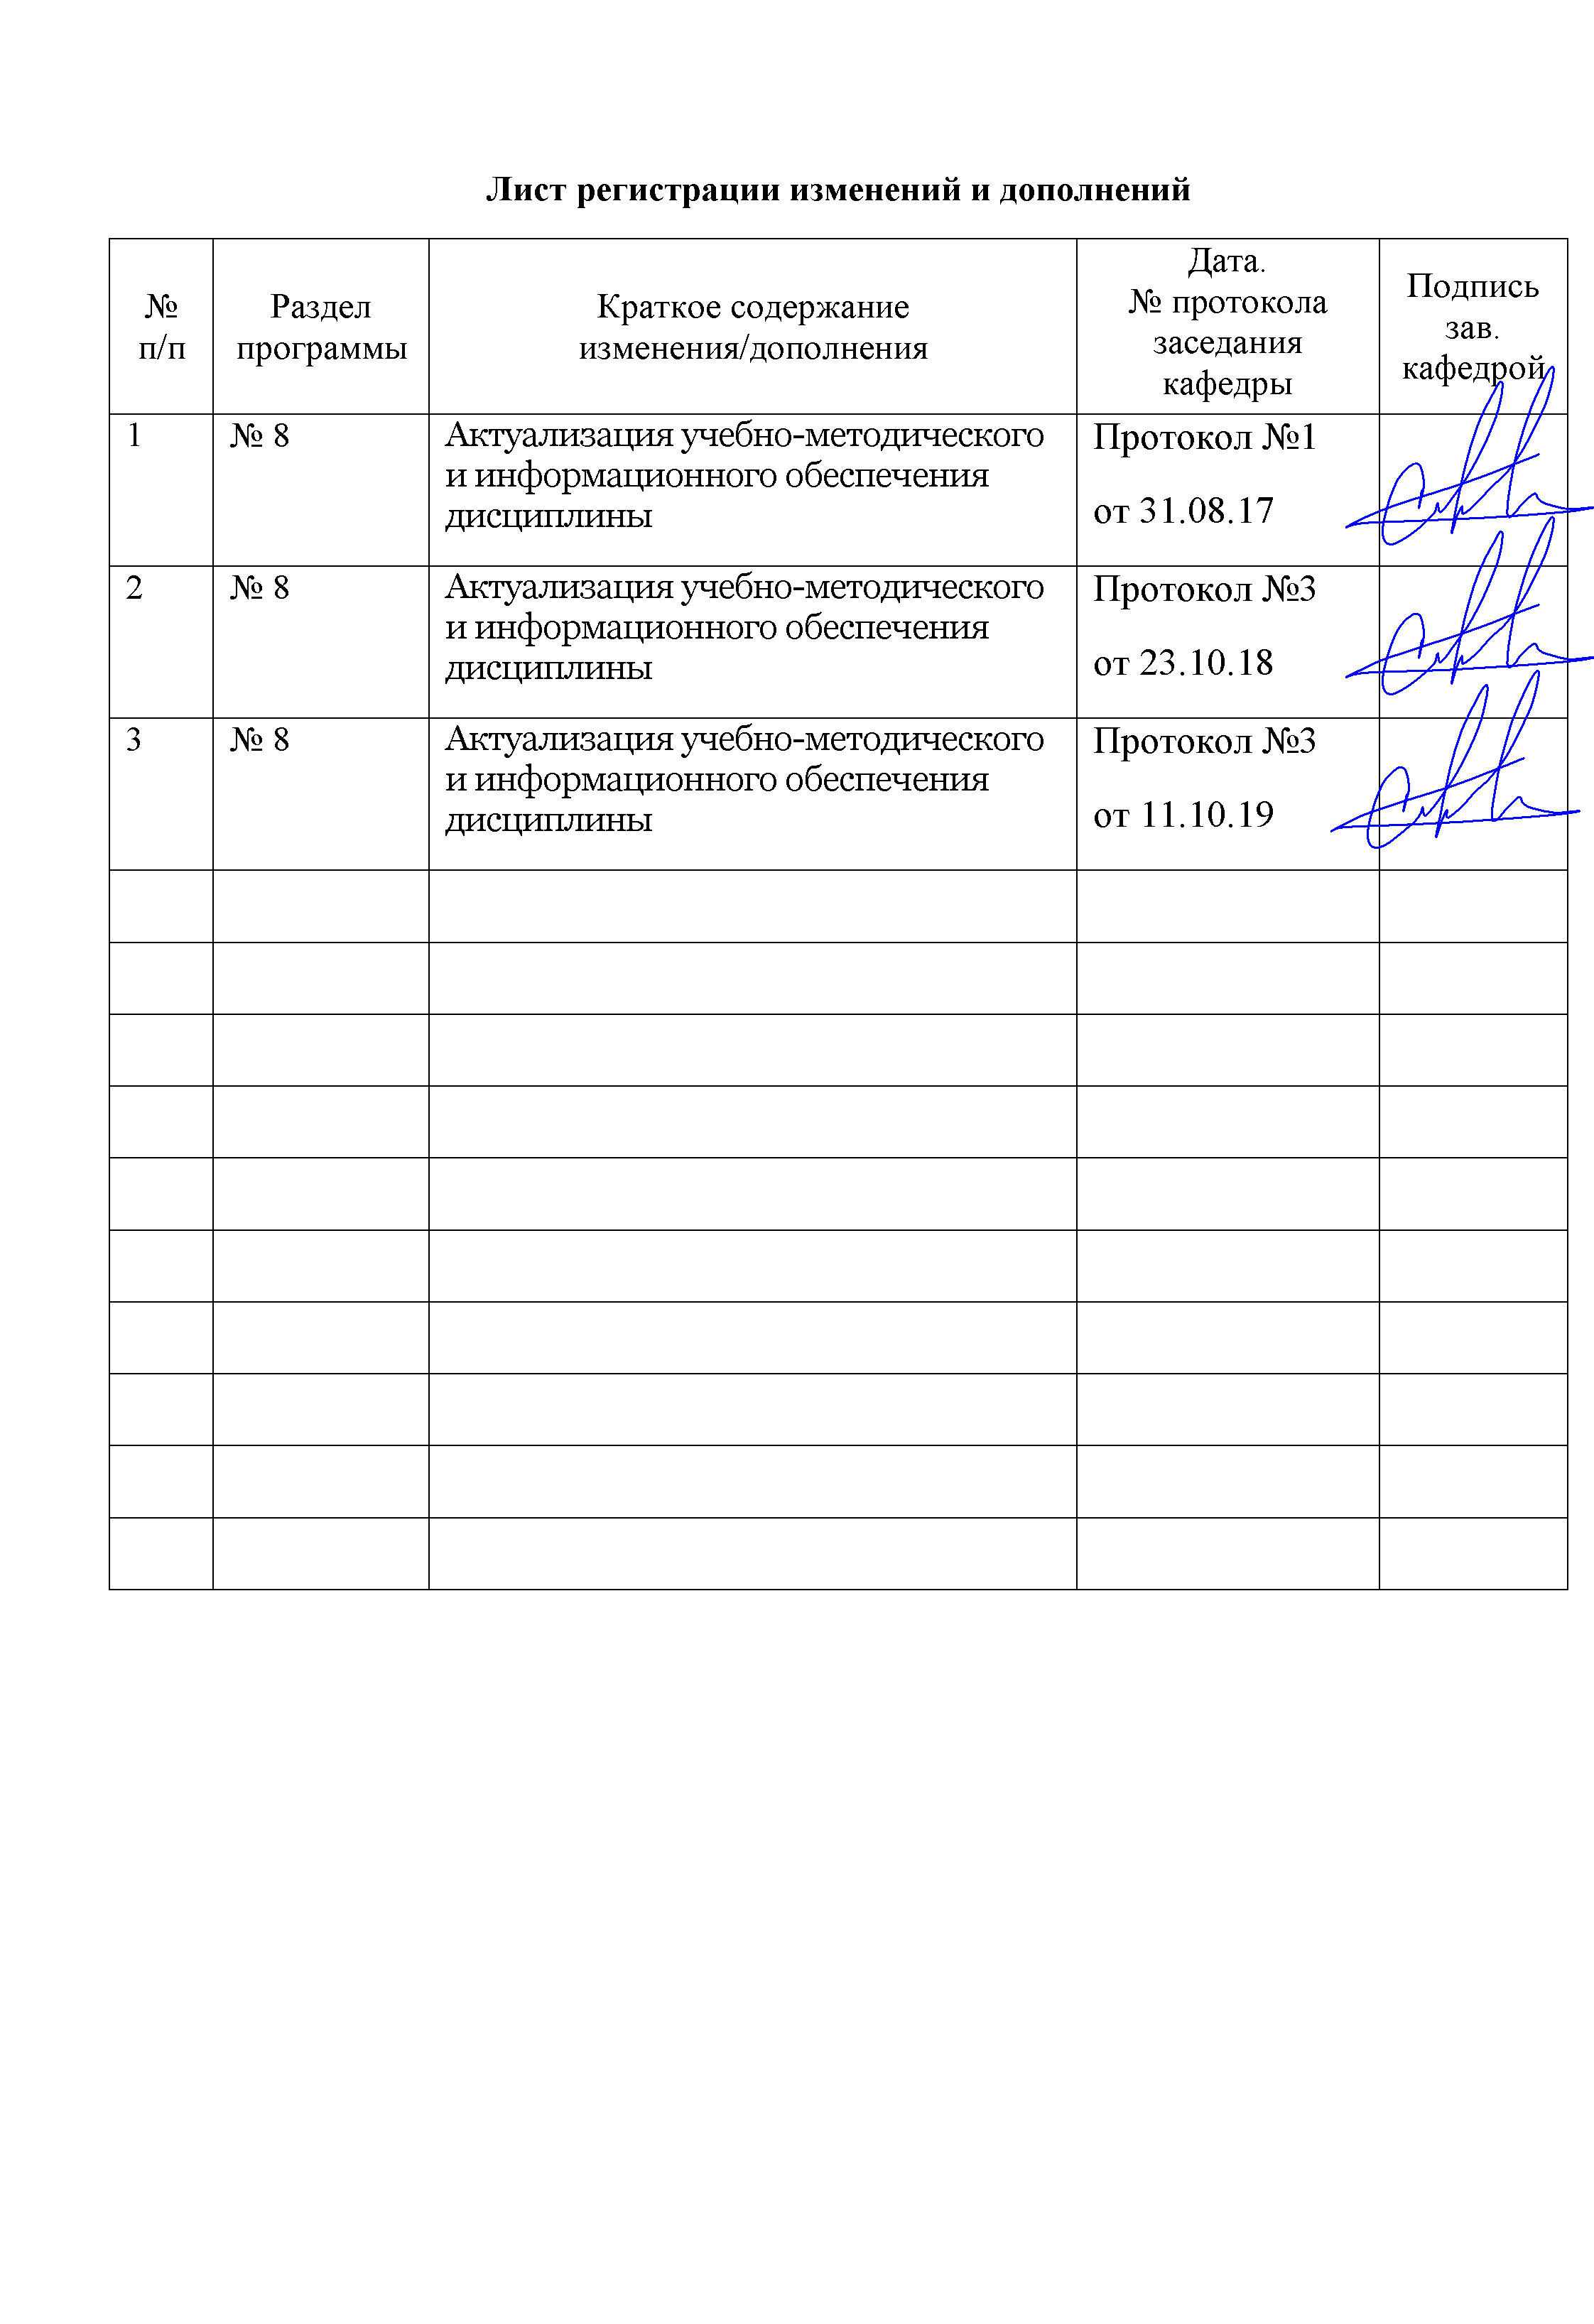 Лист регистрации изменений и дополнений
№
п/п
Раздел
программы
Краткое содержание
изменения/дополнения
Дата.
№ протокола
заседания
кафедры
Подпись
зав.
кафедрой
1
№ 8
Актуализация учебно-методического
и информационного обеспечения
дисциплины
Протокол №1
от 31.08.17
2
№ 8
Актуализация учебно-методического
и информационного обеспечения
дисциплины
Протокол №3
от 23.10.18
3
№ 8
Актуализация учебно-методического
и информационного обеспечения
дисциплины
Протокол №3
от 11.10.19